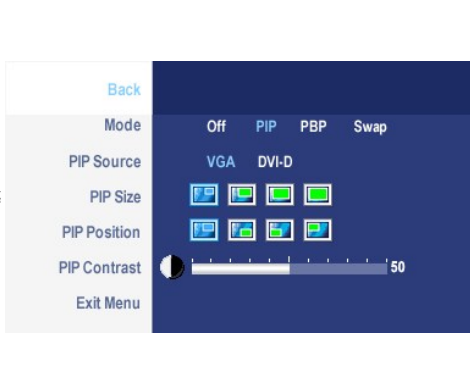 Back
Mode Off PIP PBP Swap
PIP Source VGA DVI-D
PIP Size
PIP Position
PIP Contrast 50
Exit Menu